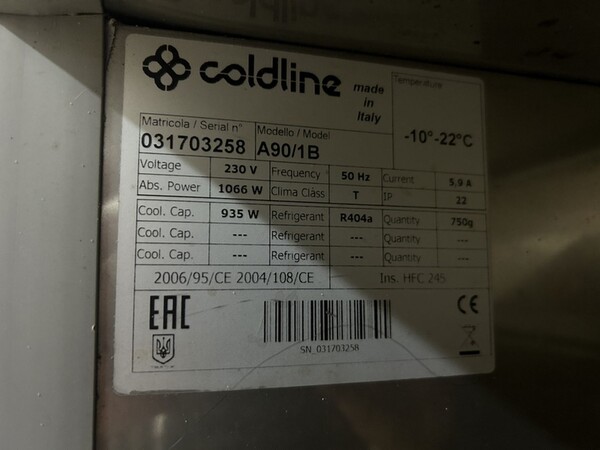 coldline
made
in
Italy
Temperature
-10°-22°C
Matricola / Serial n° Modello / Model
031703258 A90/1B
Voltage 230 V Frequency 50 Hz Current 5,9 A
Abs. Power 1066 W Clima Class T IP 22
Cool. Cap. 935 W Refrigerant R404a Quantity 750g
Cool. Cap. --- Refrigerant --- Quantity ---
Cool. Cap. --- Refrigerant --- Quantity ---
2006/95/CE 2004/108/CE Ins. HFC 245
EAC CE
SN_031703258